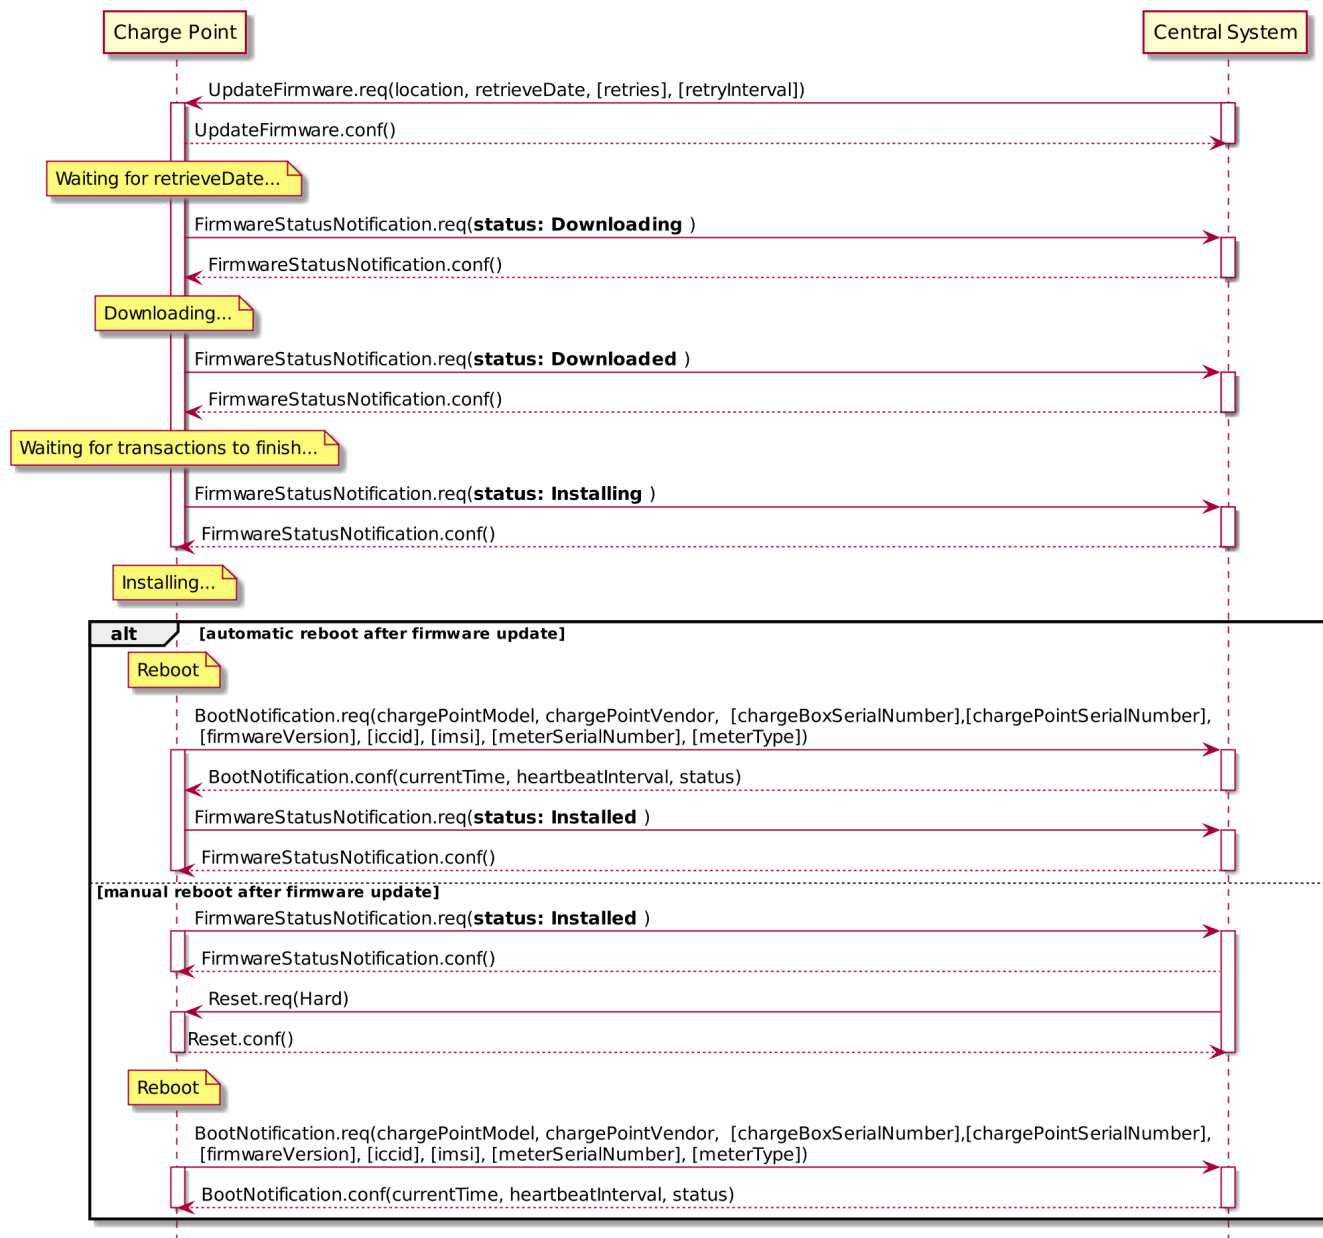 Charge Point
Central System
UpdateFirmware.req(location, retrieveDate, [retries], [retryInterval])
UpdateFirmware.conf()
Waiting for retrieveDate...
FirmwareStatusNotification.req(status: Downloading )
FirmwareStatusNotification.conf()
Downloading...
FirmwareStatusNotification.req(status: Downloaded )
FirmwareStatusNotification.conf()
Waiting for transactions to finish...
FirmwareStatusNotification.req(status: Installing )
FirmwareStatusNotification.conf()
Installing...
alt
[automatic reboot after firmware update]
Reboot
BootNotification.req(chargePointModel, chargePointVendor,  [chargeBoxSerialNumber],[chargePointSerialNumber],
[firmwareVersion], [iccid], [imsi], [meterSerialNumber], [meterType])
BootNotification.conf(currentTime, heartbeatInterval, status)
FirmwareStatusNotification.req(status: Installed )
FirmwareStatusNotification.conf()
[manual reboot after firmware update]
FirmwareStatusNotification.req(status: Installed )
FirmwareStatusNotification.conf()
Reset.req(Hard)
Reset.conf()
Reboot
BootNotification.req(chargePointModel, chargePointVendor,  [chargeBoxSerialNumber],[chargePointSerialNumber],
[firmwareVersion], [iccid], [imsi], [meterSerialNumber], [meterType])
BootNotification.conf(currentTime, heartbeatInterval, status)